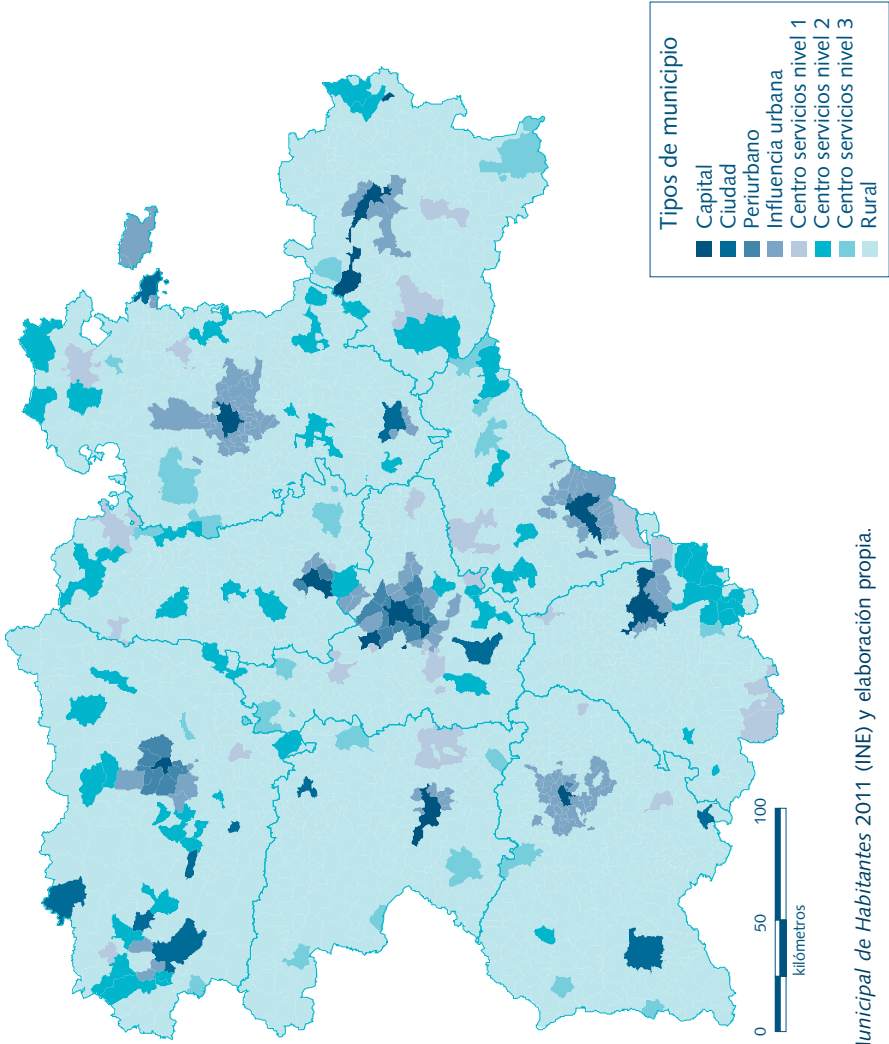 Tipos de municipio
Capital
Ciudad
Periurbano
Influencia urbana
Centro servicios nivel 1
Centro servicios nivel 2
Centro servicios nivel 3
Rural
0 50 100
kilómetros
Municipal de Habitantes 2011 (INE) y elaboración propia.